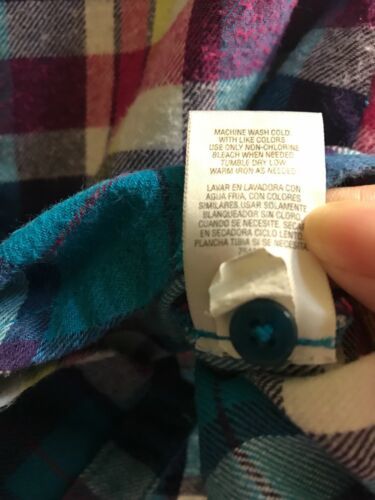 MACHINE WASH COLD
WITH LIKE COLORS
USE ONLY NON-CHLORINE
BLEACH WHEN NEEDED
TUMBLE DRY LOW
WARM IRON AS NEEDED
LAVAR EN LAVADORA CON
AGUA FRIA, CON COLORES
SIMILARES. USAR SOLAMENTE
BLANQUEADOR SIN CLORO
CUANDO SE NECESITE. SECAR
EN SECADORA CICLO LENTO.
PLANCHA TIBIA SI SE NECESITA.